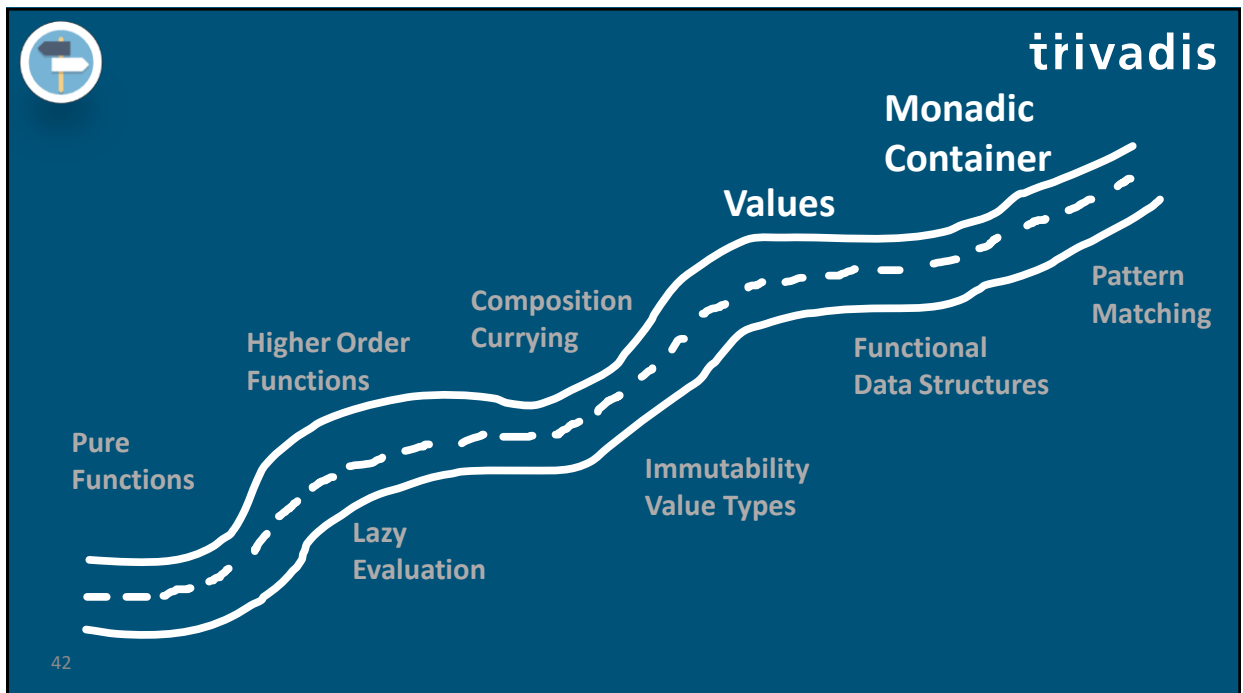 trivadis
Monadic
Container
Values
Composition
Currying
Pattern
Matching
Higher Order
Functions
Functional
Data Structures
Pure
Functions
Immutability
Value Types
Lazy
Evaluation
42